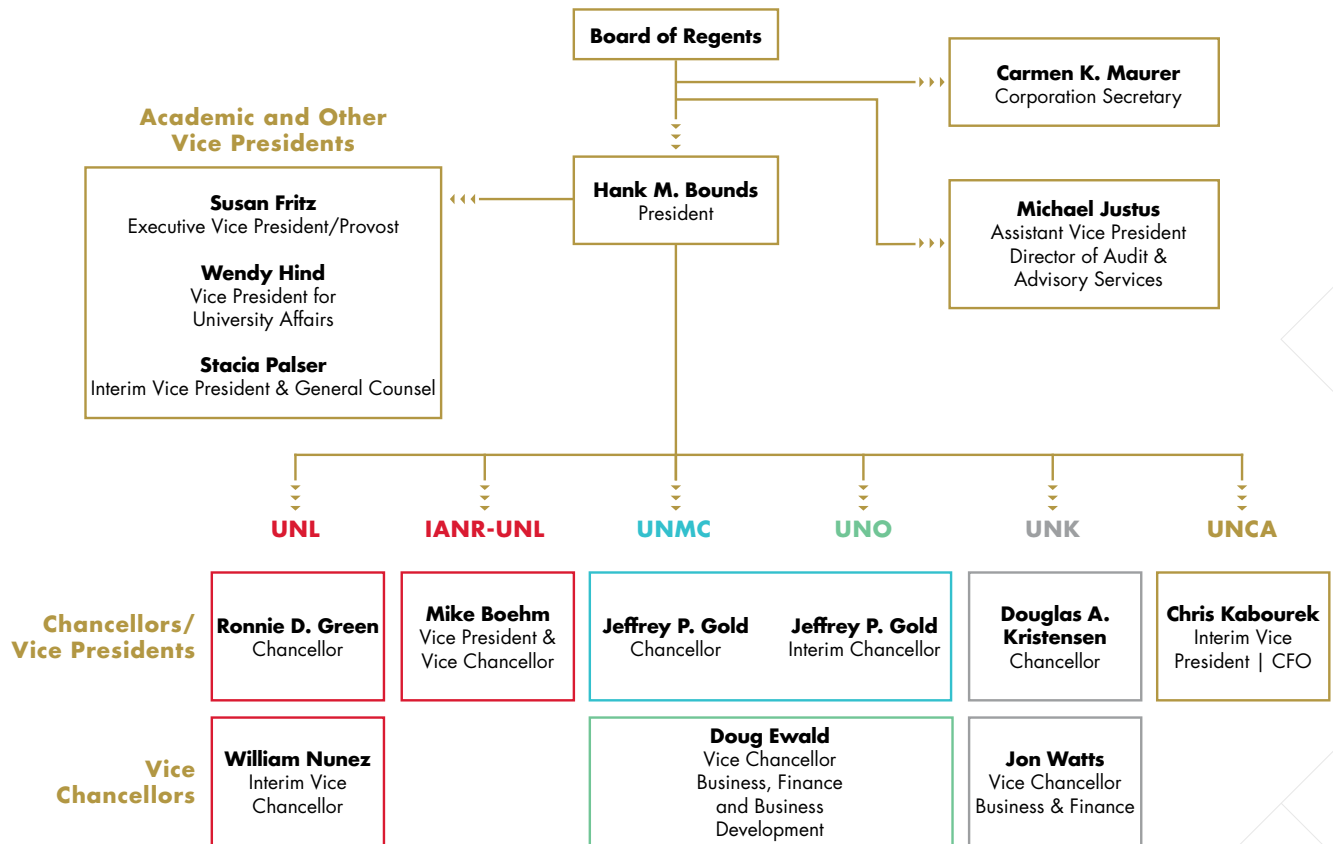 Board of Regents
Carmen K. Maurer
Corporation Secretary
Academic and Other
Vice Presidents
Susan Fritz
Executive Vice President/Provost
Wendy Hind
Vice President for
University Affairs
Stacia Palser
Interim Vice President & General Counsel
Hank M. Bounds
President
Michael Justus
Assistant Vice President
Director of Audit &
Advisory Services
UNL
IANR-UNL
UNMC
UNO
UNK
UNCA
Chancellors/
Vice Presidents
Ronnie D. Green
Chancellor
Mike Boehm
Vice President &
Vice Chancellor
Jeffrey P. Gold
Chancellor
Jeffrey P. Gold
Interim Chancellor
Douglas A.
Kristensen
Chancellor
Chris Kabourek
Interim Vice
President | CFO
Vice
Chancellors
William Nunez
Interim Vice
Chancellor
Doug Ewald
Vice Chancellor
Business, Finance
and Business
Development
Jon Watts
Vice Chancellor
Business & Finance